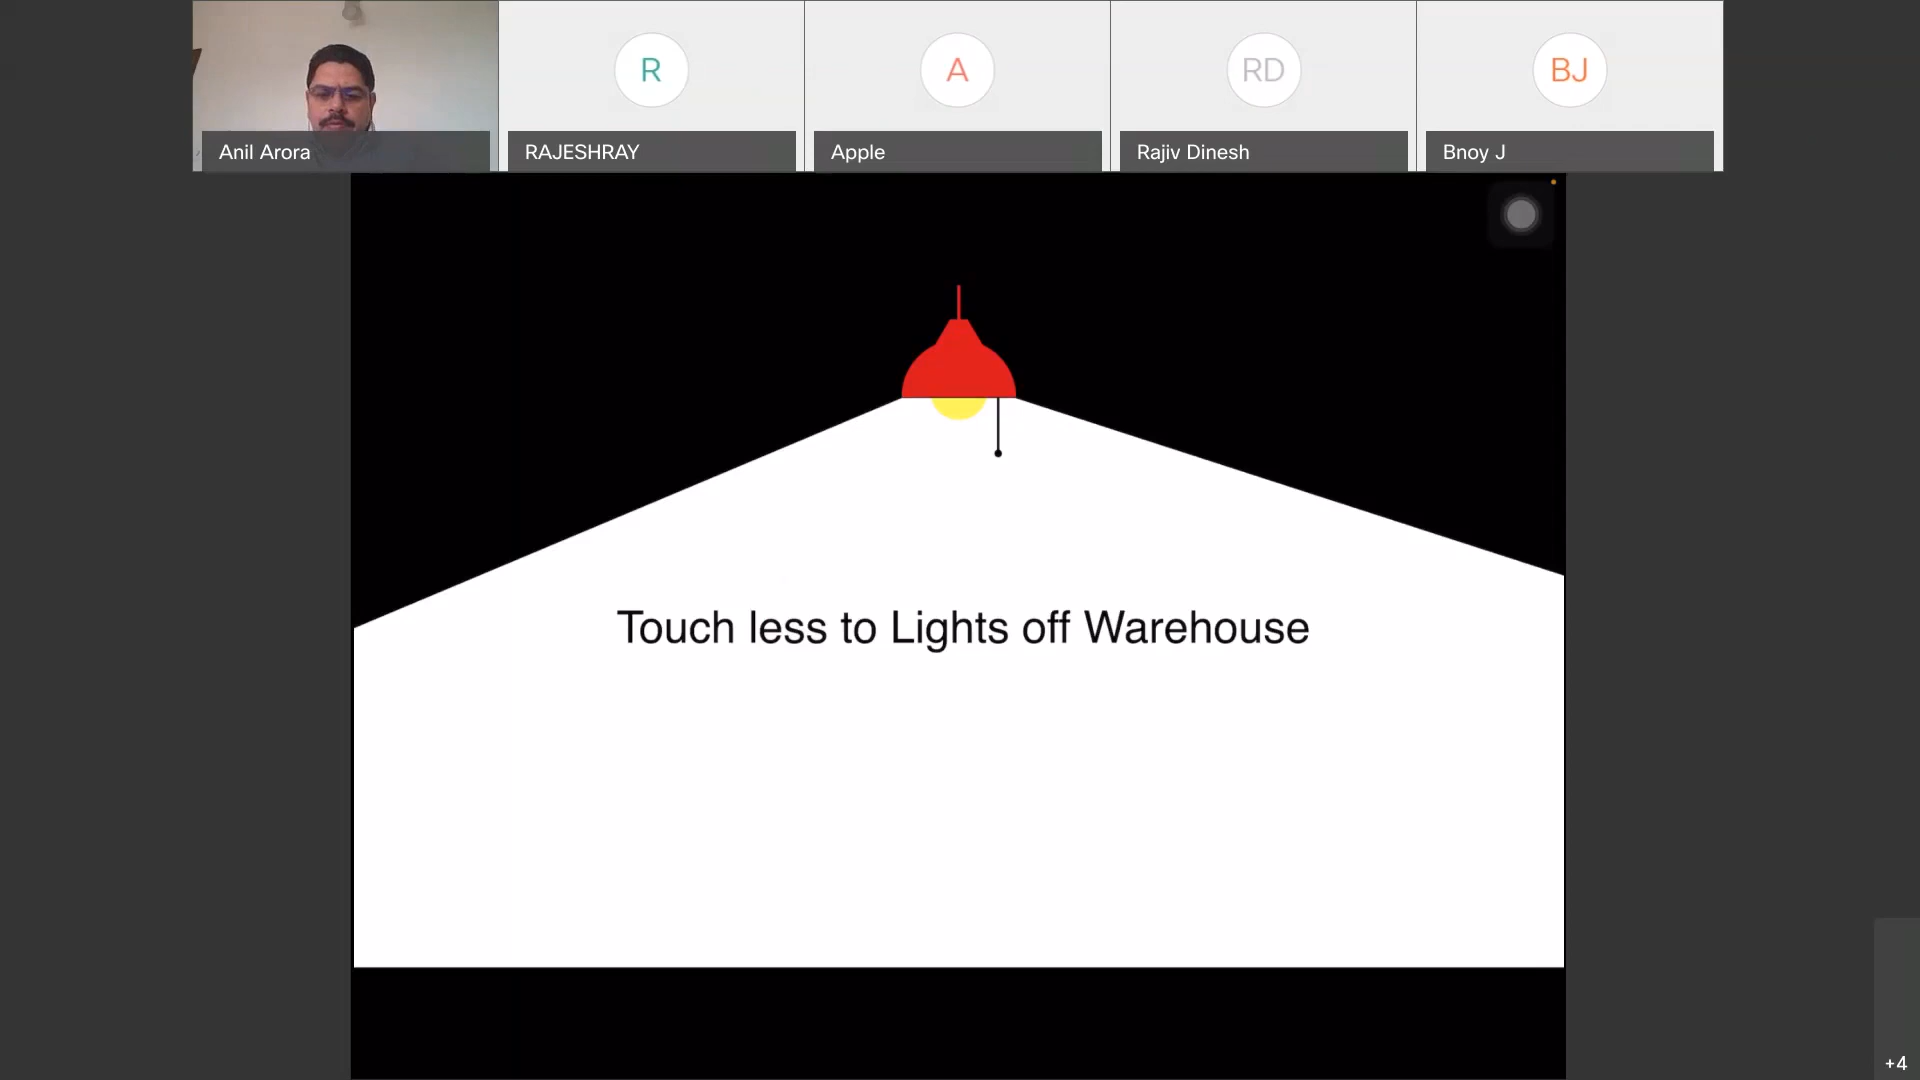 Anil Arora
R
RAJESHRAY
A
Apple
RD
Rajiv Dinesh
BJ
Bnoy J
Touch less to Lights off Warehouse
+4